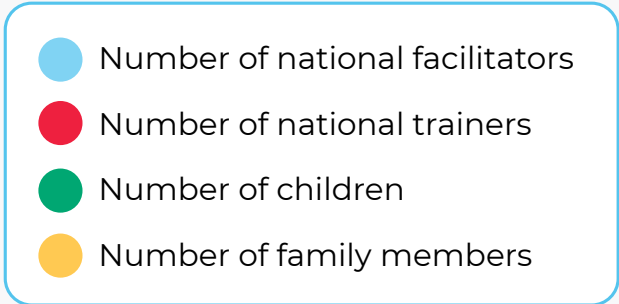 Number of national facilitators
Number of national trainers
Number of children
Number of family members